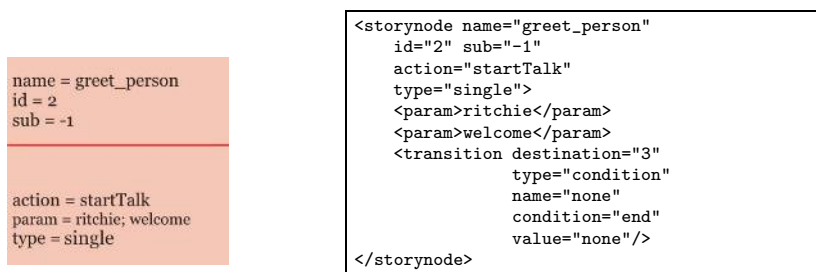 name = greet_person
id = 2
sub = -1
action = startTalk
param = ritchie; welcome
type = single
<storynode name="greet_person"
id="2" sub="-1"
action="startTalk"
type="single">
<param>ritchie</param>
<param>welcome</param>
<transition destination="3"
type="condition"
name="none"
condition="end"
value="none"/>
</storynode>